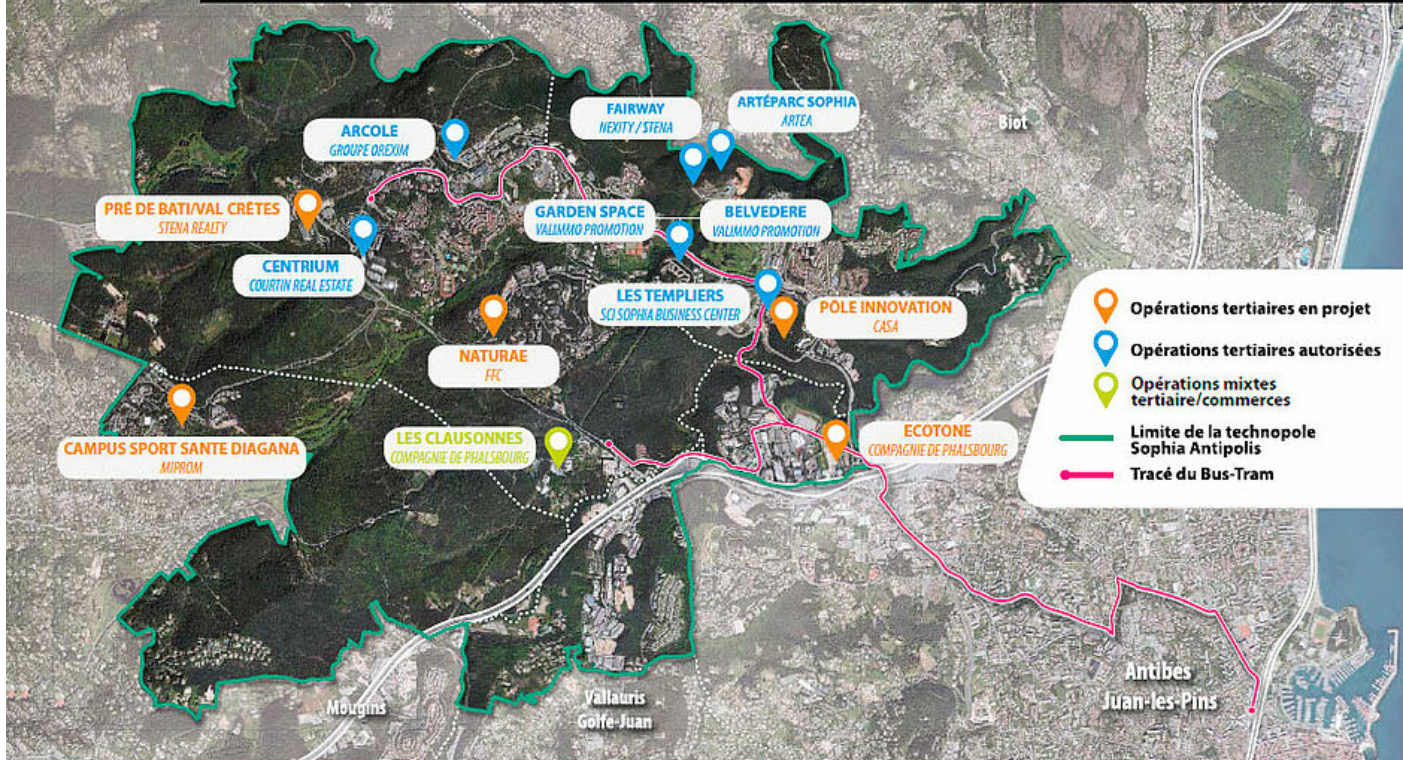 FAIRWAY
NEXITY / STENA
ARTÉPARC SOPHIA
ARTEA
Biot
ARCOLE
GROUPE OREXIM
PRÉ DE BATI/VAL CRÊTES
STENA REALTY
GARDEN SPACE
VALIMMO PROMOTION
BELVEDERE
VALIMMO PROMOTION
CENTRIUM
COURTIN REAL ESTATE
LES TEMPLIERS
SCI SOPHIA BUSINESS CENTER
POLE INNOVATION
CASA
NATURAE
FFC
CAMPUS SPORT SANTE DIAGANA
MIPROM
LES CLAUSONNES
COMPAGNIE DE PHALSBOURG
ECOTONE
COMPAGNIE DE PHALSBOURG
Opérations tertiaires en projet
Opérations tertiaires autorisées
Opérations mixtes
tertiaire/commerces
Limite de la technopole
Sophia Antipolis
Tracé du Bus-Tram
Mougins
Vallauris
Golfe-Juan
Antibes
Juan-les-Pins